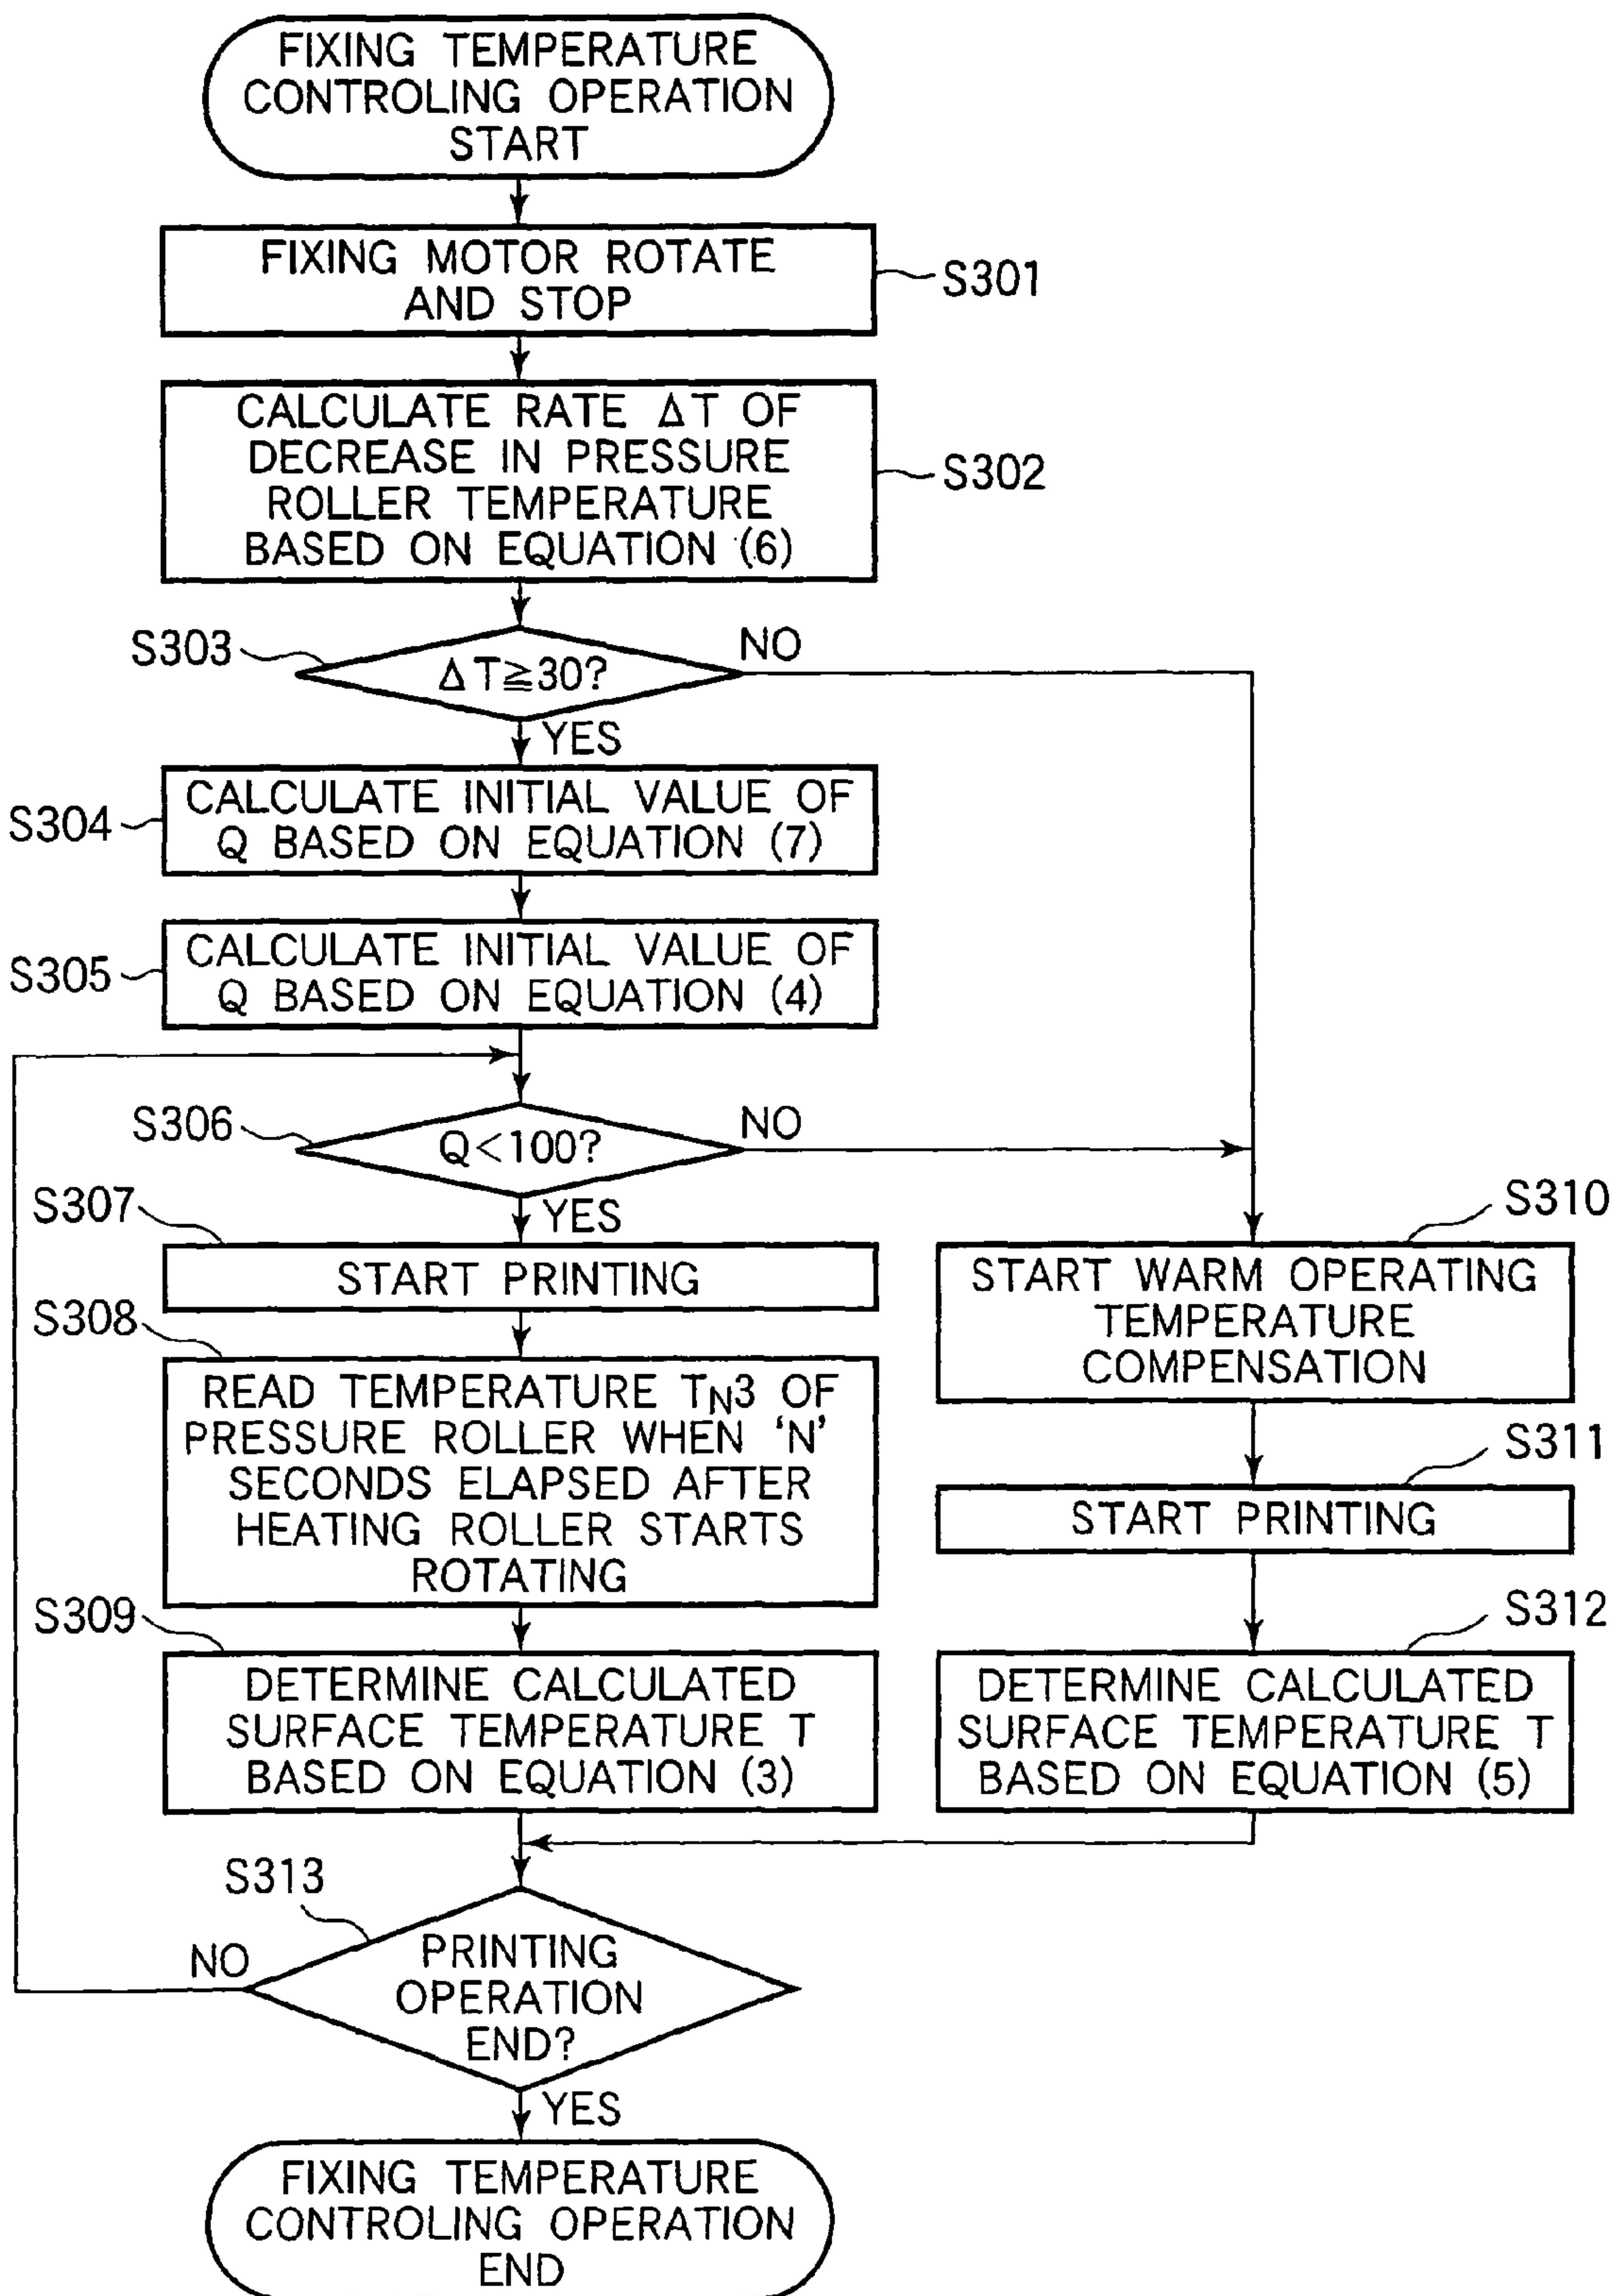 FIXING TEMPERATURE
CONTROLING OPERATION
START
FIXING MOTOR ROTATE
AND STOP
S301
CALCULATE RATE ΔT OF
DECREASE IN PRESSURE
ROLLER TEMPERATURE
BASED ON EQUATION (6)
S302
S303
ΔT≧30?
NO
YES
S304
CALCULATE INITIAL VALUE OF
Q BASED ON EQUATION (7)
S305
CALCULATE INITIAL VALUE OF
Q BASED ON EQUATION (4)
S306
Q<100?
NO
YES
S307
START PRINTING
S308
READ TEMPERATURE TN3 OF
PRESSURE ROLLER WHEN ‘N’
SECONDS ELAPSED AFTER
HEATING ROLLER STARTS
ROTATING
S309
DETERMINE CALCULATED
SURFACE TEMPERATURE T
BASED ON EQUATION (3)
S310
START WARM OPERATING
TEMPERATURE
COMPENSATION
S311
START PRINTING
S312
DETERMINE CALCULATED
SURFACE TEMPERATURE T
BASED ON EQUATION (5)
S313
PRINTING
OPERATION
END?
NO
YES
FIXING TEMPERATURE
CONTROLING OPERATION
END